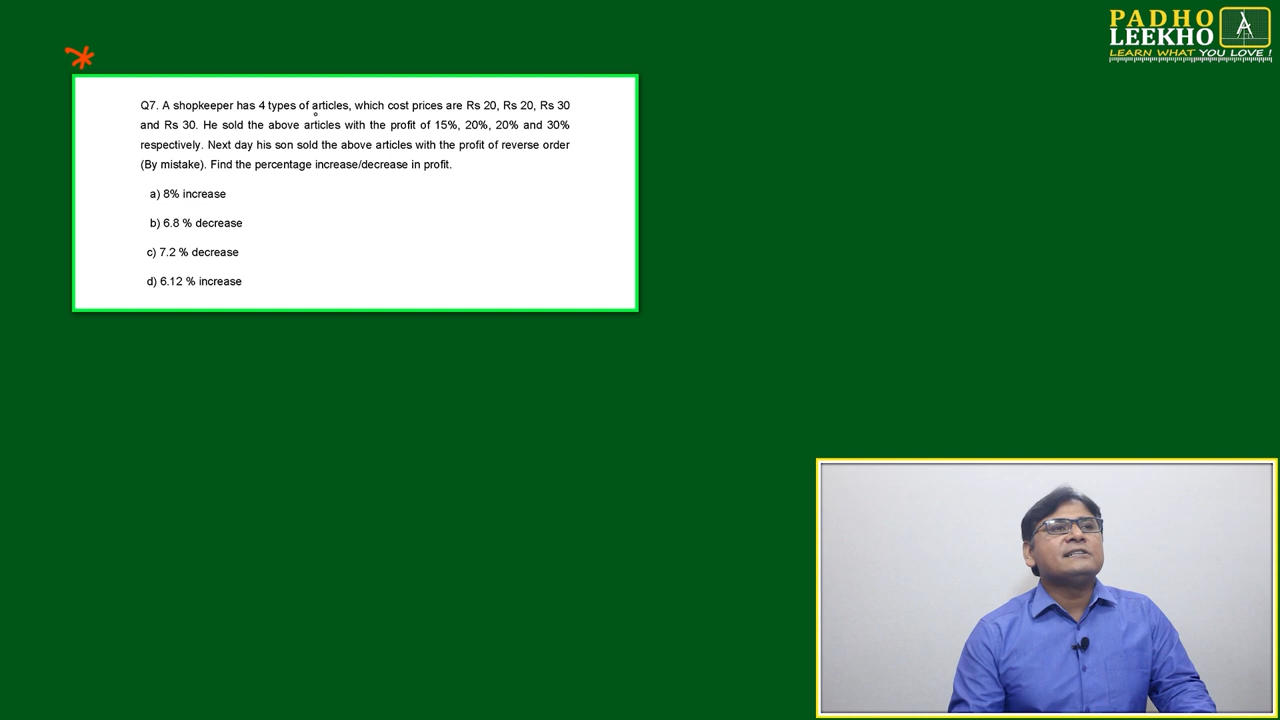 PADHO
LEEKHO
LEARN WHAT YOU LOVE !
Q7. A shopkeeper has 4 types of articles, which cost prices are Rs 20, Rs 20, Rs 30
and Rs 30. He sold the above articles with the profit of 15%, 20%, 20% and 30%
respectively. Next day his son sold the above articles with the profit of reverse order
(By mistake). Find the percentage increase/decrease in profit.
a) 8% increase
b) 6.8 % decrease
c) 7.2 % decrease
d) 6.12 % increase